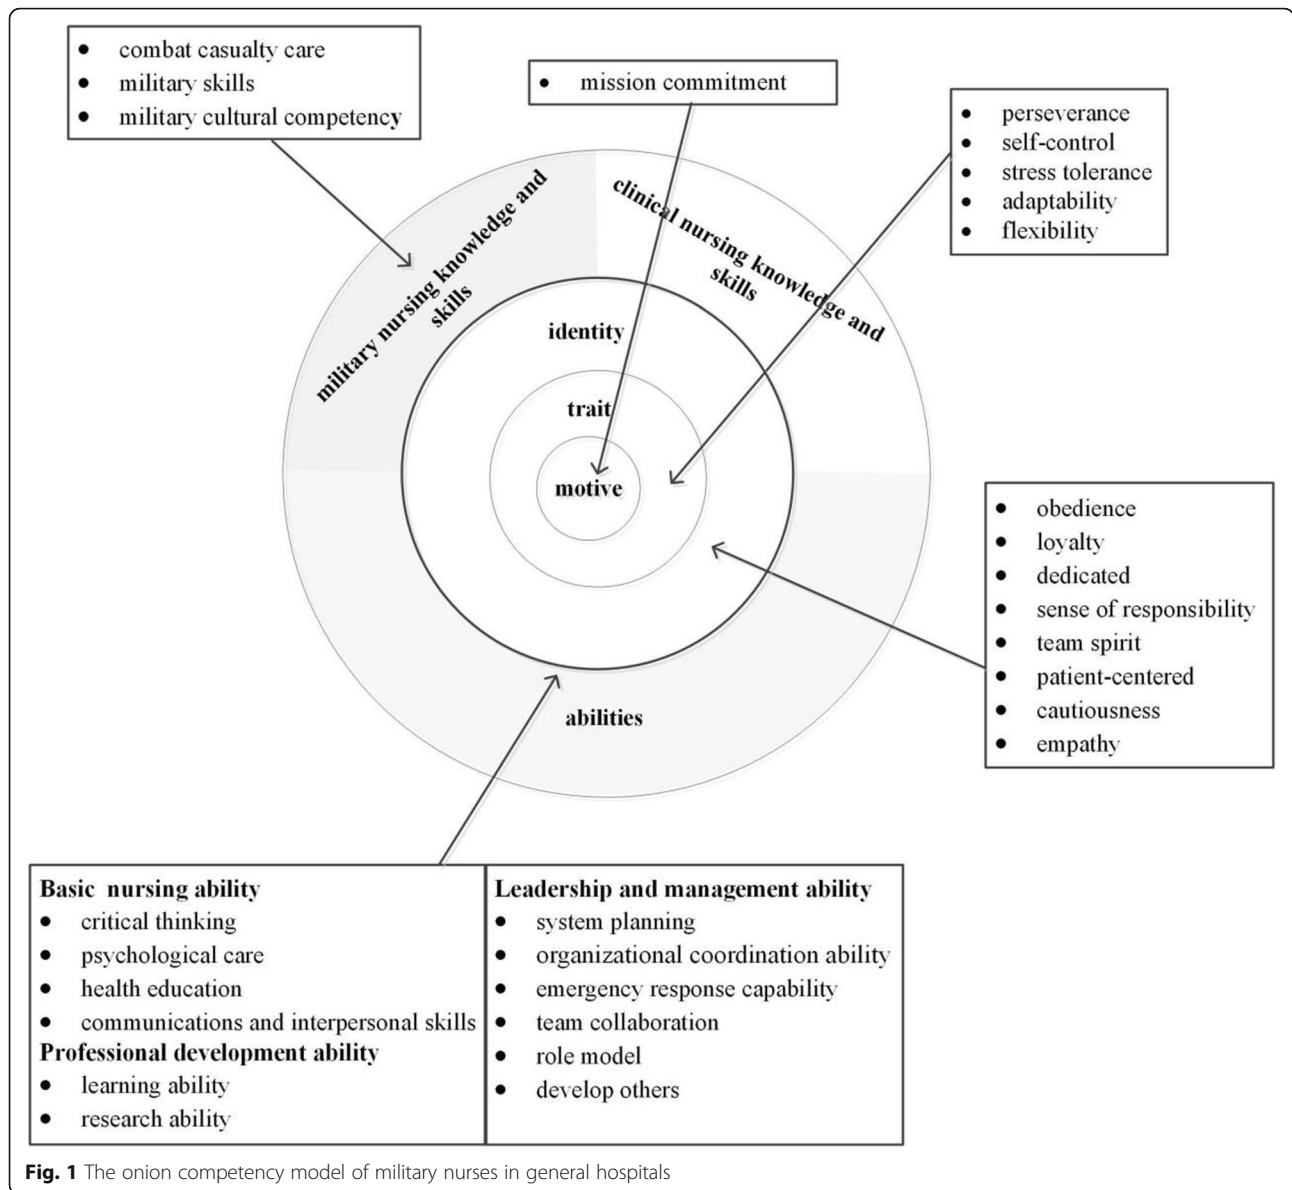 • combat casualty care
• military skills
• military cultural competency
• mission commitment
• perseverance
• self-control
• stress tolerance
• adaptability
• flexibility
military nursing knowledge and
skills
clinical nursing knowledge and
skills
identity
trait
motive
abilities
• obedience
• loyalty
• dedicated
• sense of responsibility
• team spirit
• patient-centered
• cautiousness
• empathy
Basic nursing ability
• critical thinking
• psychological care
• health education
• communications and interpersonal skills
Professional development ability
• learning ability
• research ability
Leadership and management ability
• system planning
• organizational coordination ability
• emergency response capability
• team collaboration
• role model
• develop others
Fig. 1 The onion competency model of military nurses in general hospitals